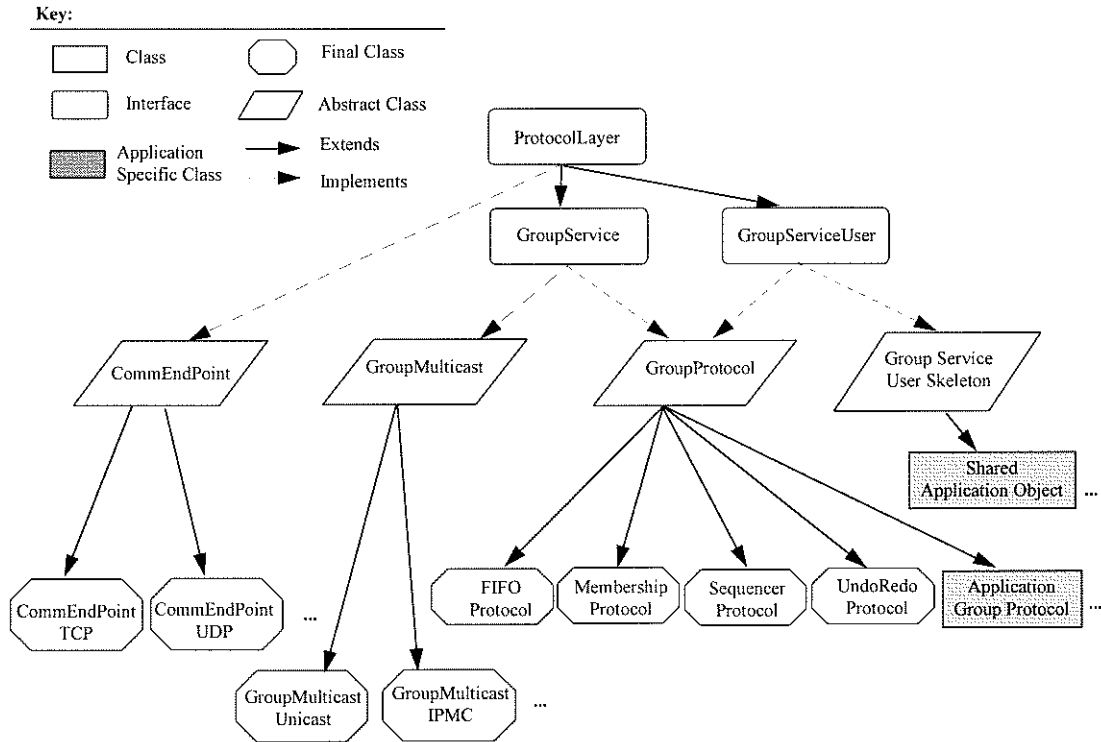 Key:
Class
Final Class
Interface
Abstract Class
Application
Specific Class
Extends
Implements
ProtocolLayer
GroupService
GroupServiceUser
CommEndPoint
GroupMulticast
GroupProtocol
Group Service
User Skeleton
Shared
Application Object
...
FIFO
Protocol
Membership
Protocol
Sequencer
Protocol
UndoRedo
Protocol
Application
Group Protocol
...
CommEndPoint
TCP
CommEndPoint
UDP
...
GroupMulticast
Unicast
GroupMulticast
IPMC
...